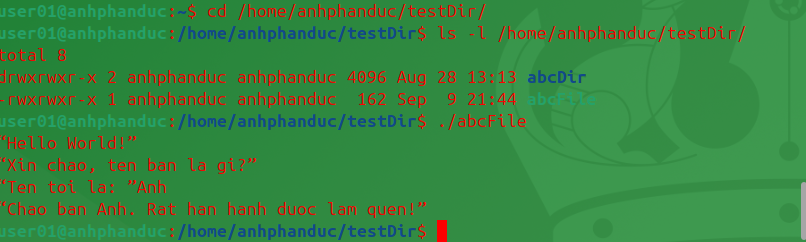 user01@anhphanduc:~$ cd /home/anhphanduc/testDir/
user01@anhphanduc:/home/anhphanduc/testDir$ ls -l /home/anhphanduc/testDir/
total 8
drwxrwxr-x 2 anhphanduc anhphanduc 4096 Aug 28 13:13 abcDir
-rwxrwxr-x 1 anhphanduc anhphanduc  162 Sep  9 21:44 abcFile
user01@anhphanduc:/home/anhphanduc/testDir$ ./abcFile
“Hello World!”
“Xin chao, ten ban la gi?”
“Ten toi la: ”Anh
“Chao ban Anh. Rat han hanh duoc lam quen!”
user01@anhphanduc:/home/anhphanduc/testDir$